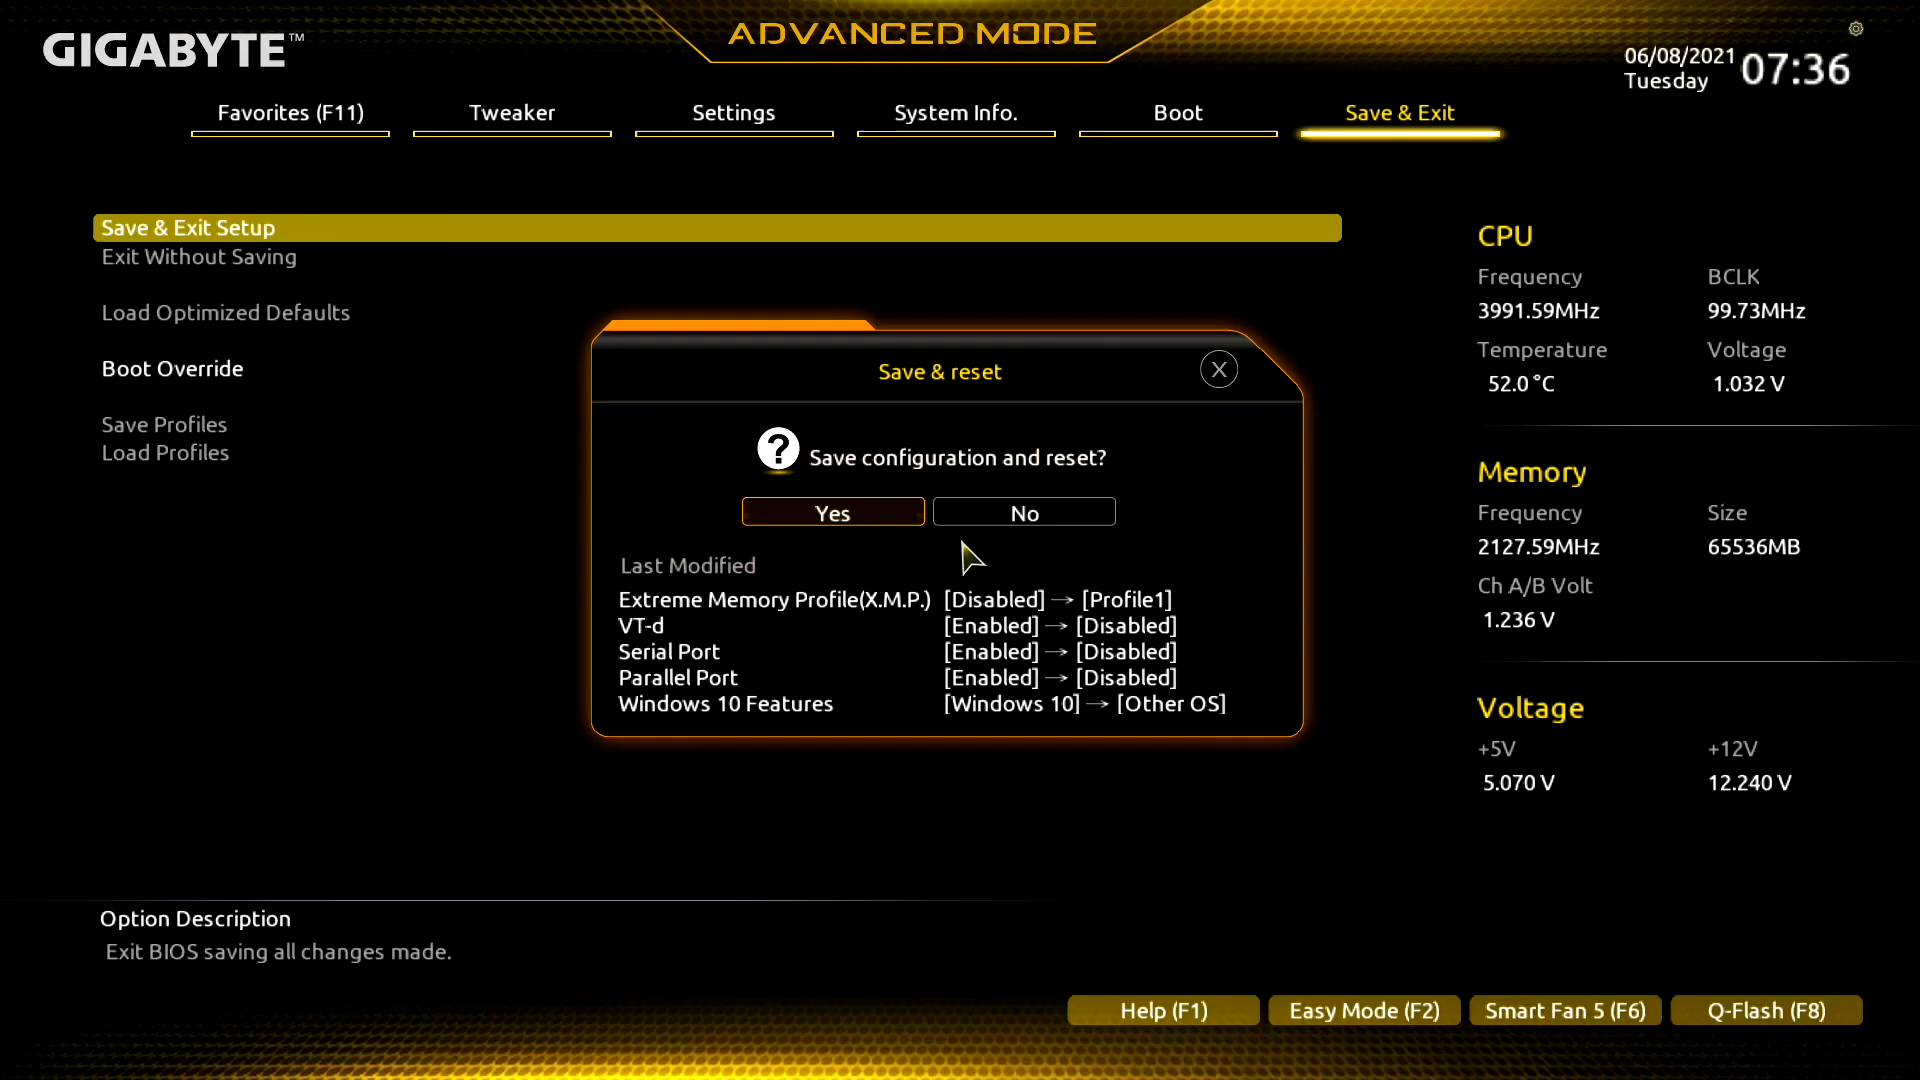 GIGABYTE™
ADVANCED MODE
06/08/2021
Tuesday
07:36
Favorites (F11)
Tweaker
Settings
System Info.
Boot
Save & Exit
Save & Exit Setup
Exit Without Saving
Load Optimized Defaults
Boot Override
Save Profiles
Load Profiles
Save & reset
X
?
Save configuration and reset?
Yes No
Last Modified
Extreme Memory Profile(X.M.P.) [Disabled] → [Profile1]
VT-d [Enabled] → [Disabled]
Serial Port [Enabled] → [Disabled]
Parallel Port [Enabled] → [Disabled]
Windows 10 Features [Windows 10] → [Other OS]
CPU
Frequency BCLK
3991.59MHz 99.73MHz
Temperature Voltage
52.0 °C 1.032 V
Memory
Frequency Size
2127.59MHz 65536MB
Ch A/B Volt
1.236 V
Voltage
+5V +12V
5.070 V 12.240 V
Option Description
Exit BIOS saving all changes made.
Help (F1)
Easy Mode (F2)
Smart Fan 5 (F6)
Q-Flash (F8)